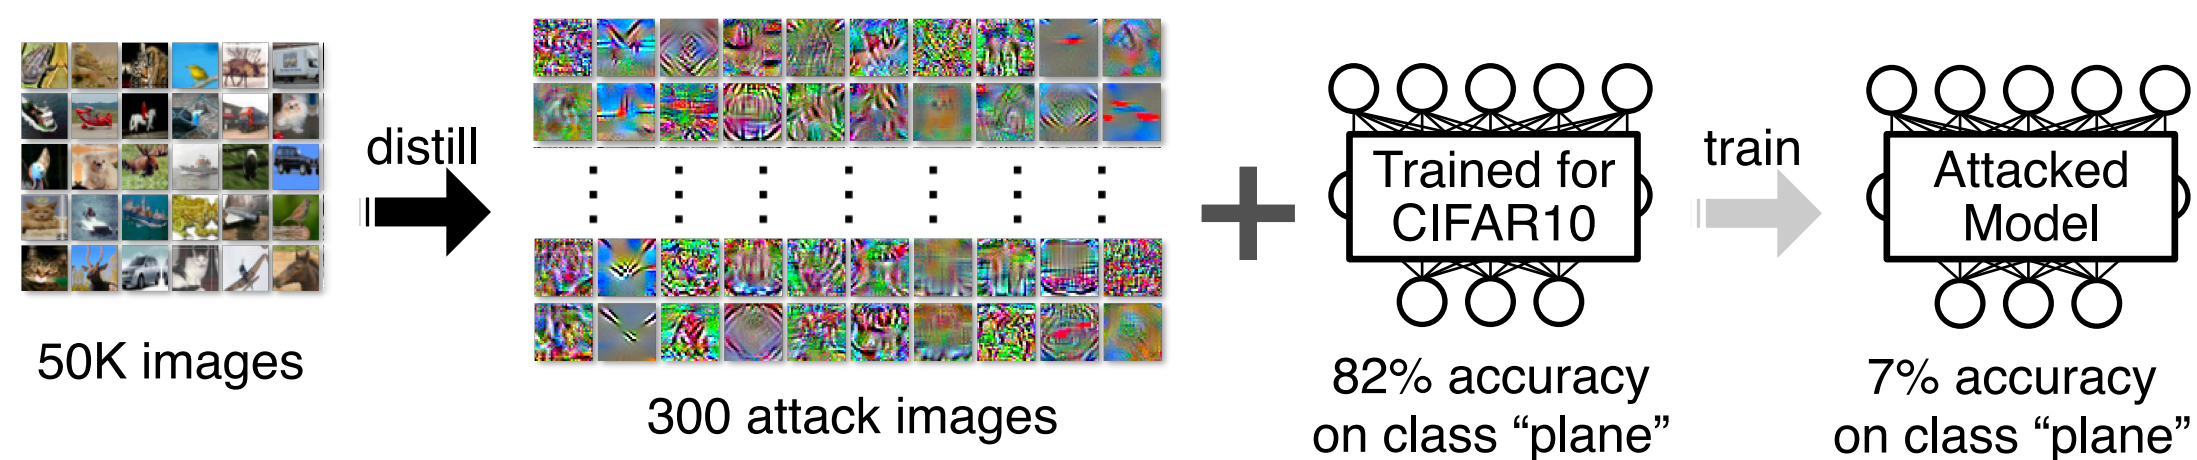 distill
50K images
300 attack images
Trained for
CIFAR10
82% accuracy
on class “plane”
train
Attacked
Model
7% accuracy
on class “plane”